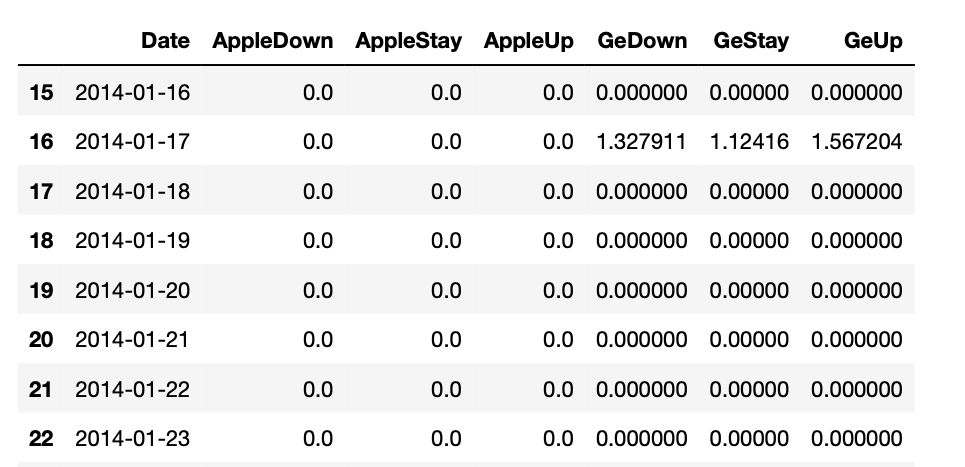 Date AppleDown AppleStay AppleUp GeDown GeStay GeUp
15 2014-01-16 0.0 0.0 0.0 0.000000 0.00000 0.000000
16 2014-01-17 0.0 0.0 0.0 1.327911 1.12416 1.567204
17 2014-01-18 0.0 0.0 0.0 0.000000 0.00000 0.000000
18 2014-01-19 0.0 0.0 0.0 0.000000 0.00000 0.000000
19 2014-01-20 0.0 0.0 0.0 0.000000 0.00000 0.000000
20 2014-01-21 0.0 0.0 0.0 0.000000 0.00000 0.000000
21 2014-01-22 0.0 0.0 0.0 0.000000 0.00000 0.000000
22 2014-01-23 0.0 0.0 0.0 0.000000 0.00000 0.000000